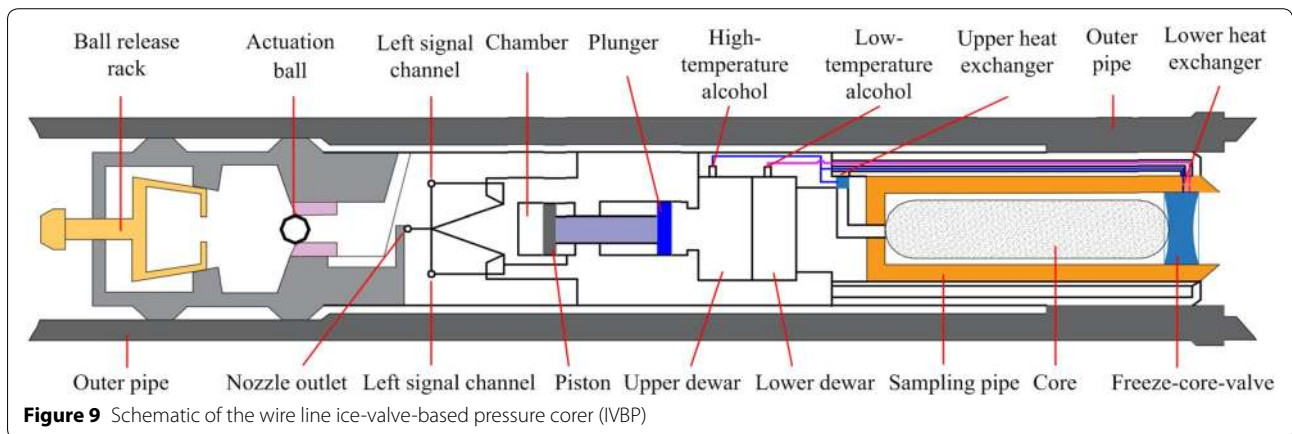 Ball release
rack
Actuation
ball
Left signal
channel
Chamber
Plunger
High-
temperature
alcohol
Low-
temperature
alcohol
Upper heat
exchanger
Outer
pipe
Lower heat
exchanger
Outer pipe
Nozzle outlet
Left signal channel
Piston
Upper dewar
Lower dewar
Sampling pipe
Core
Freeze-core-valve
Figure 9 Schematic of the wire line ice-valve-based pressure corer (IVBP)